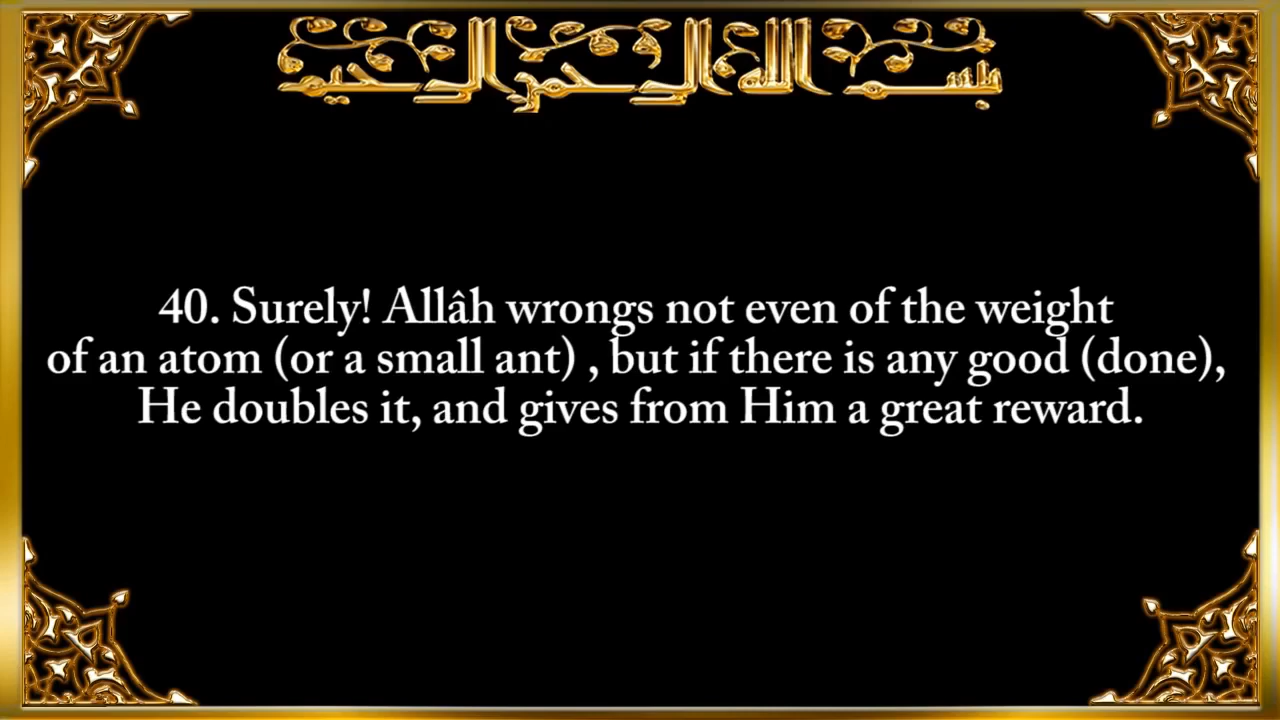 بسم الله الرحمن الرحيم
40. Surely! Allâh wrongs not even of the weight
of an atom (or a small ant) , but if there is any good (done),
He doubles it, and gives from Him a great reward.